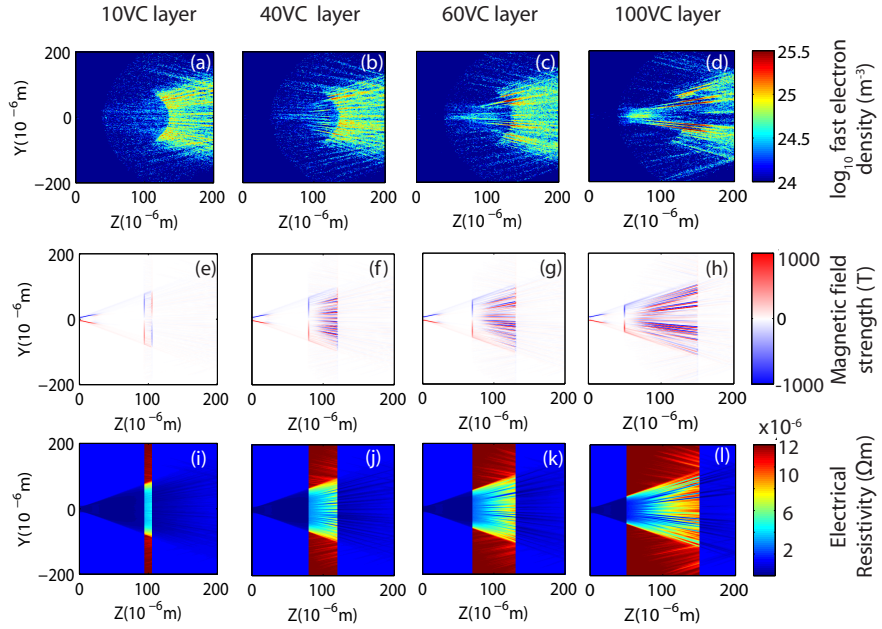 10VC layer 40VC layer 60VC layer 100VC layer
(a) (b) (c) (d)
Y(10⁻⁶m)
200
0
-200
0 100 200
0 100 200
0 100 200
0 100 200
Z(10⁻⁶m) Z(10⁻⁶m) Z(10⁻⁶m) Z(10⁻⁶m)
25.5
25
24.5
24
log₁₀ fast electron
density (m⁻³)
(e) (f) (g) (h)
Y(10⁻⁶m)
200
0
-200
0 100 200
0 100 200
0 100 200
0 100 200
Z(10⁻⁶m) Z(10⁻⁶m) Z(10⁻⁶m) Z(10⁻⁶m)
1000
0
-1000
Magnetic field
strength (T)
(i) (j) (k) (l)
Y(10⁻⁶m)
200
0
-200
0 100 200
0 100 200
0 100 200
0 100 200
Z(10⁻⁶m) Z(10⁻⁶m) Z(10⁻⁶m) Z(10⁻⁶m)
x10⁻⁶
12
10
8
6
4
2
Electrical
Resistivity (Ωm)